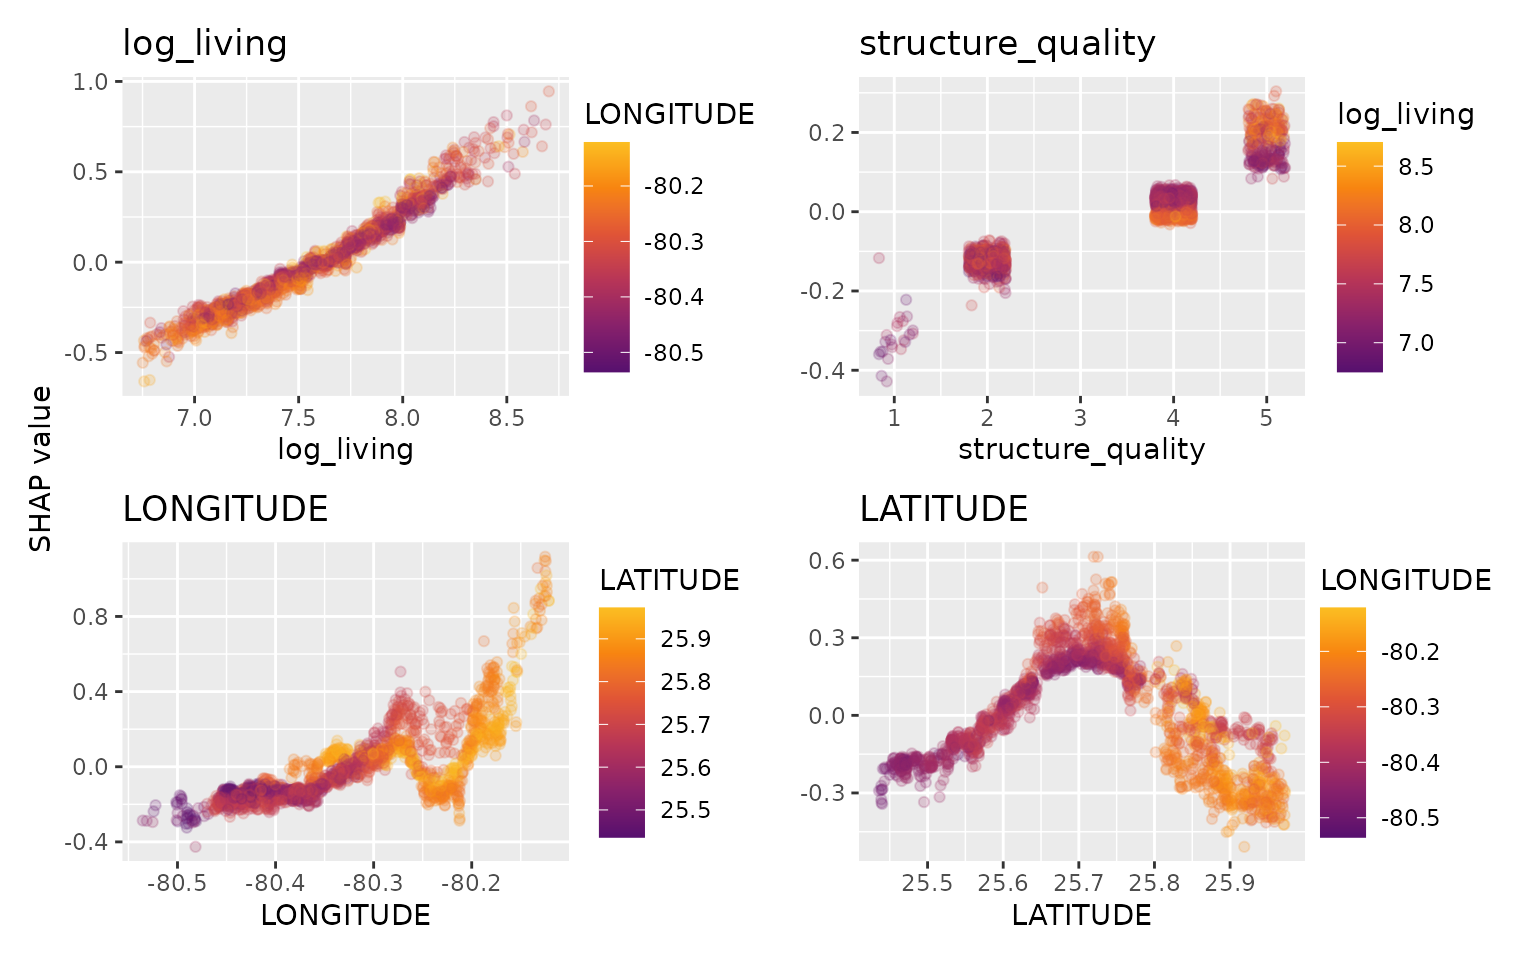 log_living
1.0
0.5
0.0
-0.5
7.0 7.5 8.0 8.5
log_living
LONGITUDE
-80.2
-80.3
-80.4
-80.5
structure_quality
0.2
0.0
-0.2
-0.4
1 2 3 4 5
structure_quality
log_living
8.5
8.0
7.5
7.0
SHAP value
LONGITUDE
0.8
0.4
0.0
-0.4
-80.5 -80.4 -80.3 -80.2
LONGITUDE
LATITUDE
25.9
25.8
25.7
25.6
25.5
LATITUDE
0.6
0.3
0.0
-0.3
25.5 25.6 25.7 25.8 25.9
LATITUDE
LONGITUDE
-80.2
-80.3
-80.4
-80.5